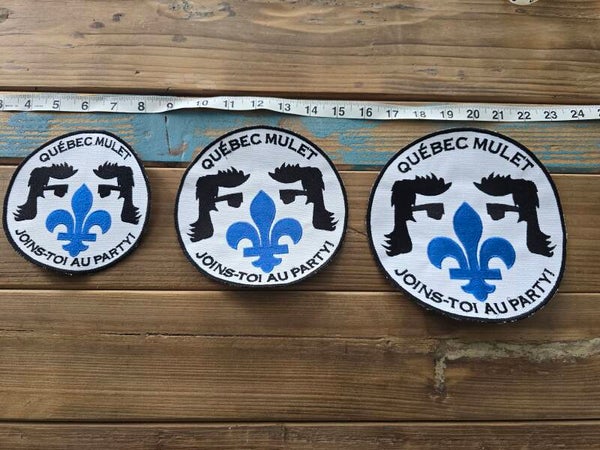 3 4 5 6 7 8 9 10 11 12 13 14 15 16 17 18 19 20 21 22 23 24
QUÉBEC MULET
JOINS-TOI AU PARTY!
QUÉBEC MULET
JOINS-TOI AU PARTY!
QUÉBEC MULET
JOINS-TOI AU PARTY!